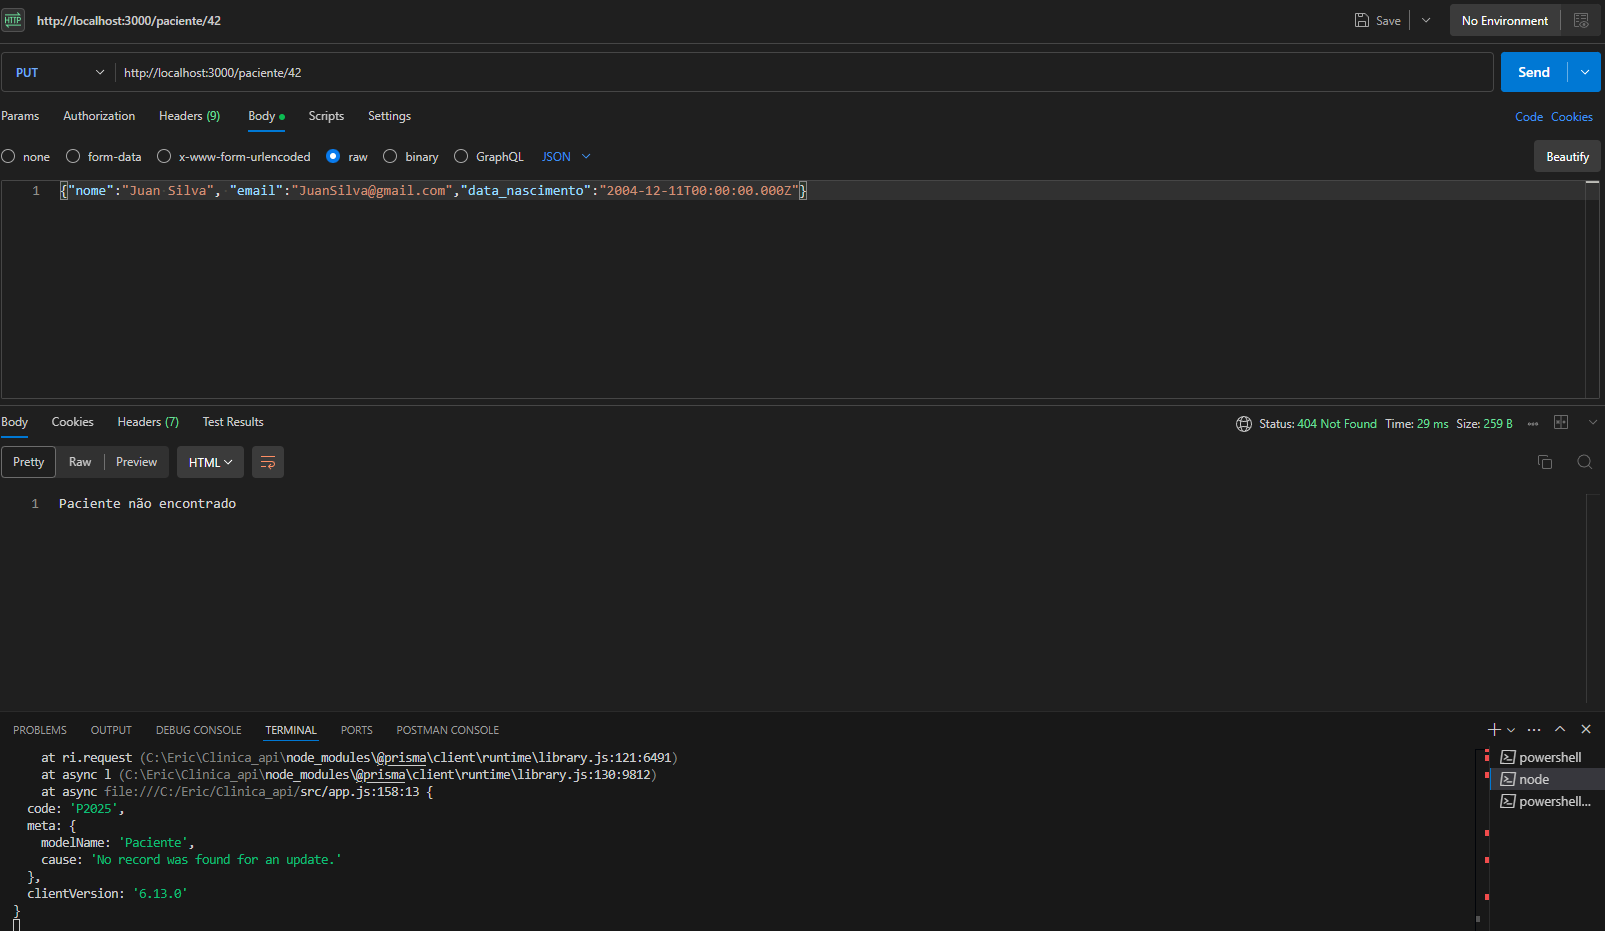 HTTP http://localhost:3000/paciente/42 Save No Environment
PUT http://localhost:3000/paciente/42 Send
Params Authorization Headers (9) Body Scripts Settings Code Cookies
none form-data x-www-form-urlencoded raw binary GraphQL JSON Beautify
1 {"nome":"Juan Silva", "email":"JuanSilva@gmail.com","data_nascimento":"2004-12-11T00:00:00.000Z"}
Body Cookies Headers (7) Test Results Status: 404 Not Found Time: 29 ms Size: 259 B
Pretty Raw Preview HTML
1 Paciente não encontrado
PROBLEMS OUTPUT DEBUG CONSOLE TERMINAL PORTS POSTMAN CONSOLE
at ri.request (C:\Eric\Clinica_api\node_modules\@prisma\client\runtime\library.js:121:6491)
at async l (C:\Eric\Clinica_api\node_modules\@prisma\client\runtime\library.js:130:9812)
at async file:///C:/Eric/Clinica_api/src/app.js:158:13 {
code: 'P2025',
meta: {
modelName: 'Paciente',
cause: 'No record was found for an update.'
},
clientVersion: '6.13.0'
}
powershell
node
powershell...